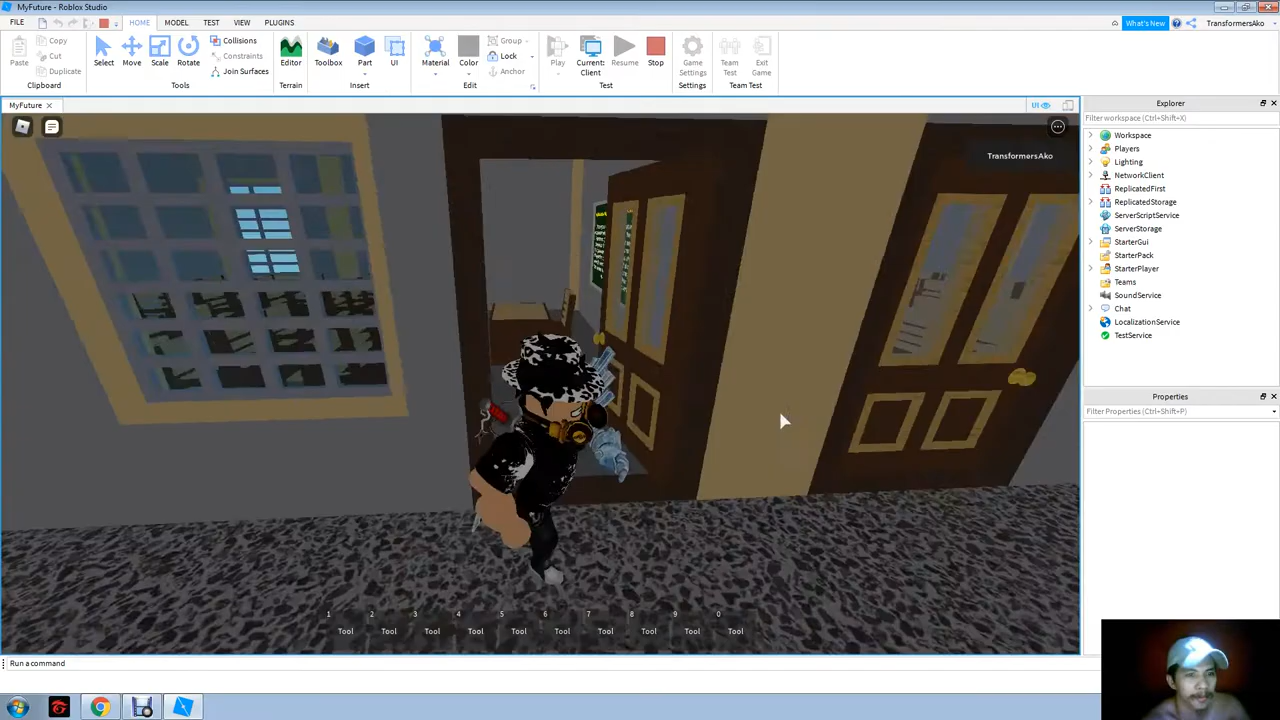 MyFuture - Roblox Studio
FILE HOME MODEL TEST VIEW PLUGINS
What's New TransformersAko
Paste Copy Cut Duplicate
Clipboard
Select Move Scale Rotate
Collisions
Constraints
Join Surfaces
Tools
Editor
Terrain
Toolbox Part UI
Insert
Material Color
Group
Lock
Anchor
Edit
Play Current: Client Resume Stop
Test
Game Settings
Settings
Team Test Exit Game
Team Test
MyFuture
UI
TransformersAko
1 2 3 4 5 6 7 8 9 0
Tool Tool Tool Tool Tool Tool Tool Tool Tool Tool
Run a command
Explorer
Filter workspace (Ctrl+Shift+X)
Workspace
Players
Lighting
NetworkClient
ReplicatedFirst
ReplicatedStorage
ServerScriptService
ServerStorage
StarterGui
StarterPack
StarterPlayer
Teams
SoundService
Chat
LocalizationService
TestService
Properties
Filter Properties (Ctrl+Shift+P)